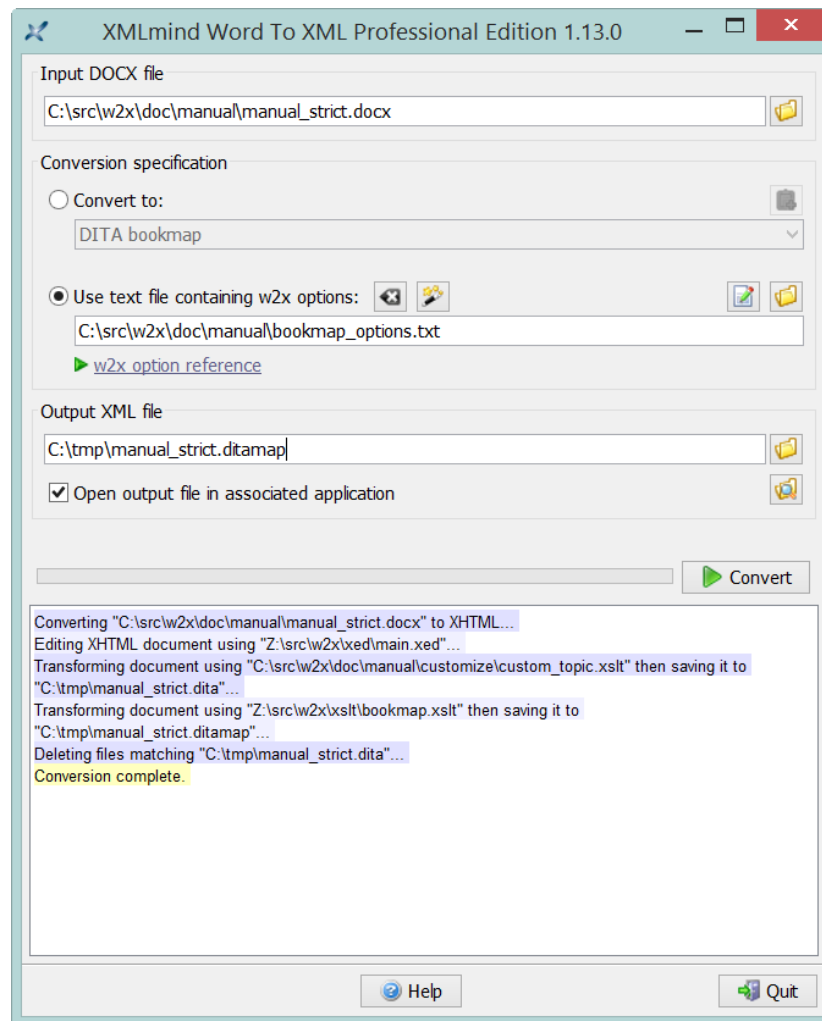 XMLmind Word To XML Professional Edition 1.13.0
Input DOCX file
C:\src\w2x\doc\manual\manual_strict.docx
Conversion specification
Convert to:
DITA bookmap
Use text file containing w2x options:
C:\src\w2x\doc\manual\bookmap_options.txt
w2x option reference
Output XML file
C:\tmp\manual_strict.ditamap
Open output file in associated application
Convert
Converting "C:\src\w2x\doc\manual\manual_strict.docx" to XHTML...
Editing XHTML document using "Z:\src\w2x\xed\main.xed"...
Transforming document using "C:\src\w2x\doc\manual\customize\custom_topic.xslt" then saving it to
"C:\tmp\manual_strict.dita"...
Transforming document using "Z:\src\w2x\xslt\bookmap.xslt" then saving it to
"C:\tmp\manual_strict.ditamap"...
Deleting files matching "C:\tmp\manual_strict.dita"...
Conversion complete.
Help
Quit